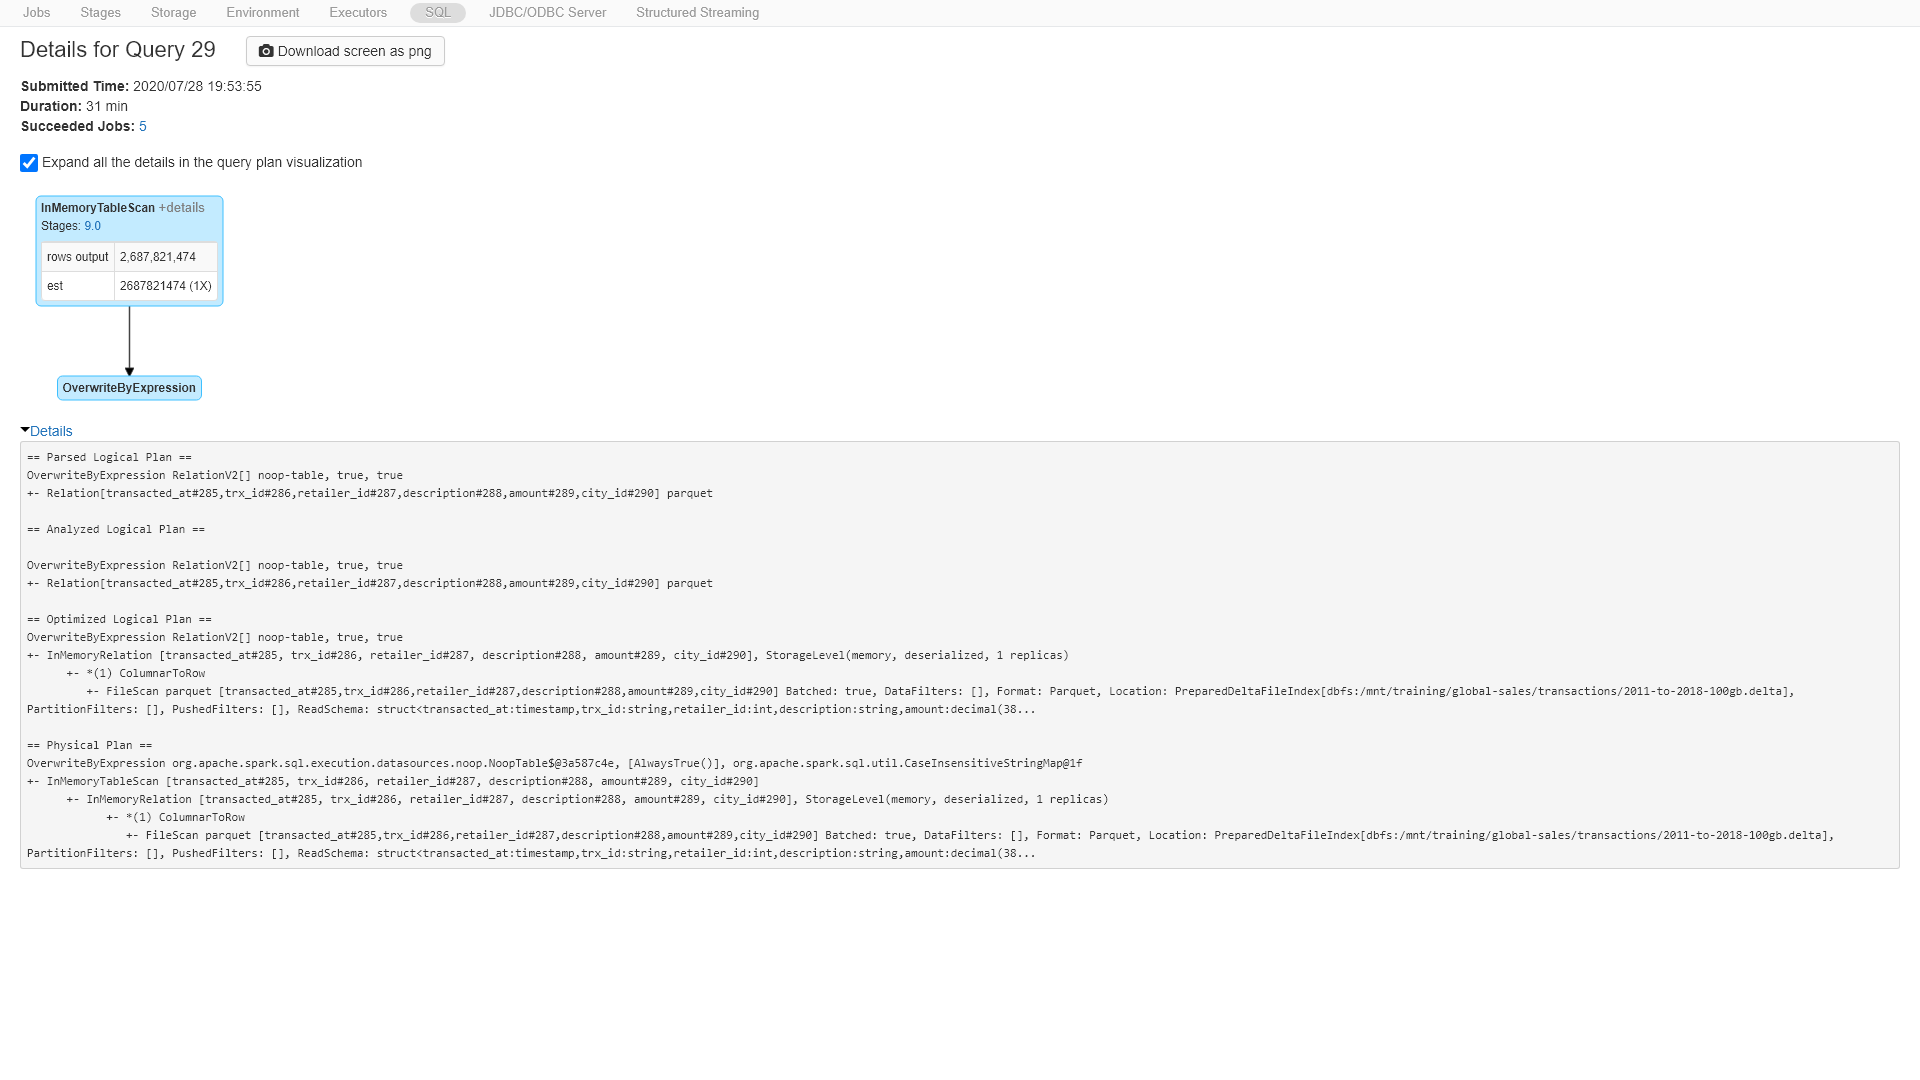 Jobs Stages Storage Environment Executors SQL JDBC/ODBC Server Structured Streaming
Details for Query 29 Download screen as png
Submitted Time: 2020/07/28 19:53:55
Duration: 31 min
Succeeded Jobs: 5
Expand all the details in the query plan visualization
InMemoryTableScan +details
Stages: 9.0
rows output 2,687,821,474
est 2687821474 (1X)
OverwriteByExpression
Details
== Parsed Logical Plan ==
OverwriteByExpression RelationV2[] noop-table, true, true
+- Relation[transacted_at#285,trx_id#286,retailer_id#287,description#288,amount#289,city_id#290] parquet
== Analyzed Logical Plan ==
OverwriteByExpression RelationV2[] noop-table, true, true
+- Relation[transacted_at#285,trx_id#286,retailer_id#287,description#288,amount#289,city_id#290] parquet
== Optimized Logical Plan ==
OverwriteByExpression RelationV2[] noop-table, true, true
+- InMemoryRelation [transacted_at#285, trx_id#286, retailer_id#287, description#288, amount#289, city_id#290], StorageLevel(memory, deserialized, 1 replicas)
+- *(1) ColumnarToRow
+- FileScan parquet [transacted_at#285,trx_id#286,retailer_id#287,description#288,amount#289,city_id#290] Batched: true, DataFilters: [], Format: Parquet, Location: PreparedDeltaFileIndex[dbfs:/mnt/training/global-sales/transactions/2011-to-2018-100gb.delta],
PartitionFilters: [], PushedFilters: [], ReadSchema: struct<transacted_at:timestamp,trx_id:string,retailer_id:int,description:string,amount:decimal(38...
== Physical Plan ==
OverwriteByExpression org.apache.spark.sql.execution.datasources.noop.NoopTable$@3a587c4e, [AlwaysTrue()], org.apache.spark.sql.util.CaseInsensitiveStringMap@1f
+- InMemoryTableScan [transacted_at#285, trx_id#286, retailer_id#287, description#288, amount#289, city_id#290]
+- InMemoryRelation [transacted_at#285, trx_id#286, retailer_id#287, description#288, amount#289, city_id#290], StorageLevel(memory, deserialized, 1 replicas)
+- *(1) ColumnarToRow
+- FileScan parquet [transacted_at#285,trx_id#286,retailer_id#287,description#288,amount#289,city_id#290] Batched: true, DataFilters: [], Format: Parquet, Location: PreparedDeltaFileIndex[dbfs:/mnt/training/global-sales/transactions/2011-to-2018-100gb.delta],
PartitionFilters: [], PushedFilters: [], ReadSchema: struct<transacted_at:timestamp,trx_id:string,retailer_id:int,description:string,amount:decimal(38...